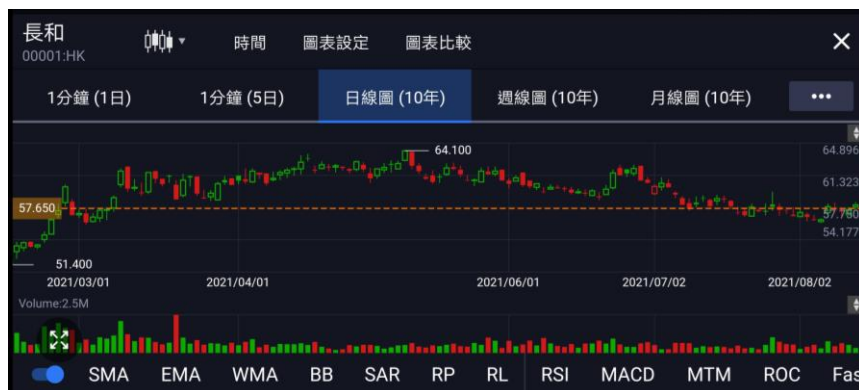 長和
00001:HK
時間 圖表設定 圖表比較
1分鐘 (1日) 1分鐘 (5日) 日線圖 (10年) 週線圖 (10年) 月線圖 (10年)
64.100
64.896
61.323
57.650
57.750
54.177
51.400
2021/03/01 2021/04/01 2021/06/01 2021/07/02 2021/08/02
Volume:2.5M
SMA EMA WMA BB SAR RP RL RSI MACD MTM ROC Fas